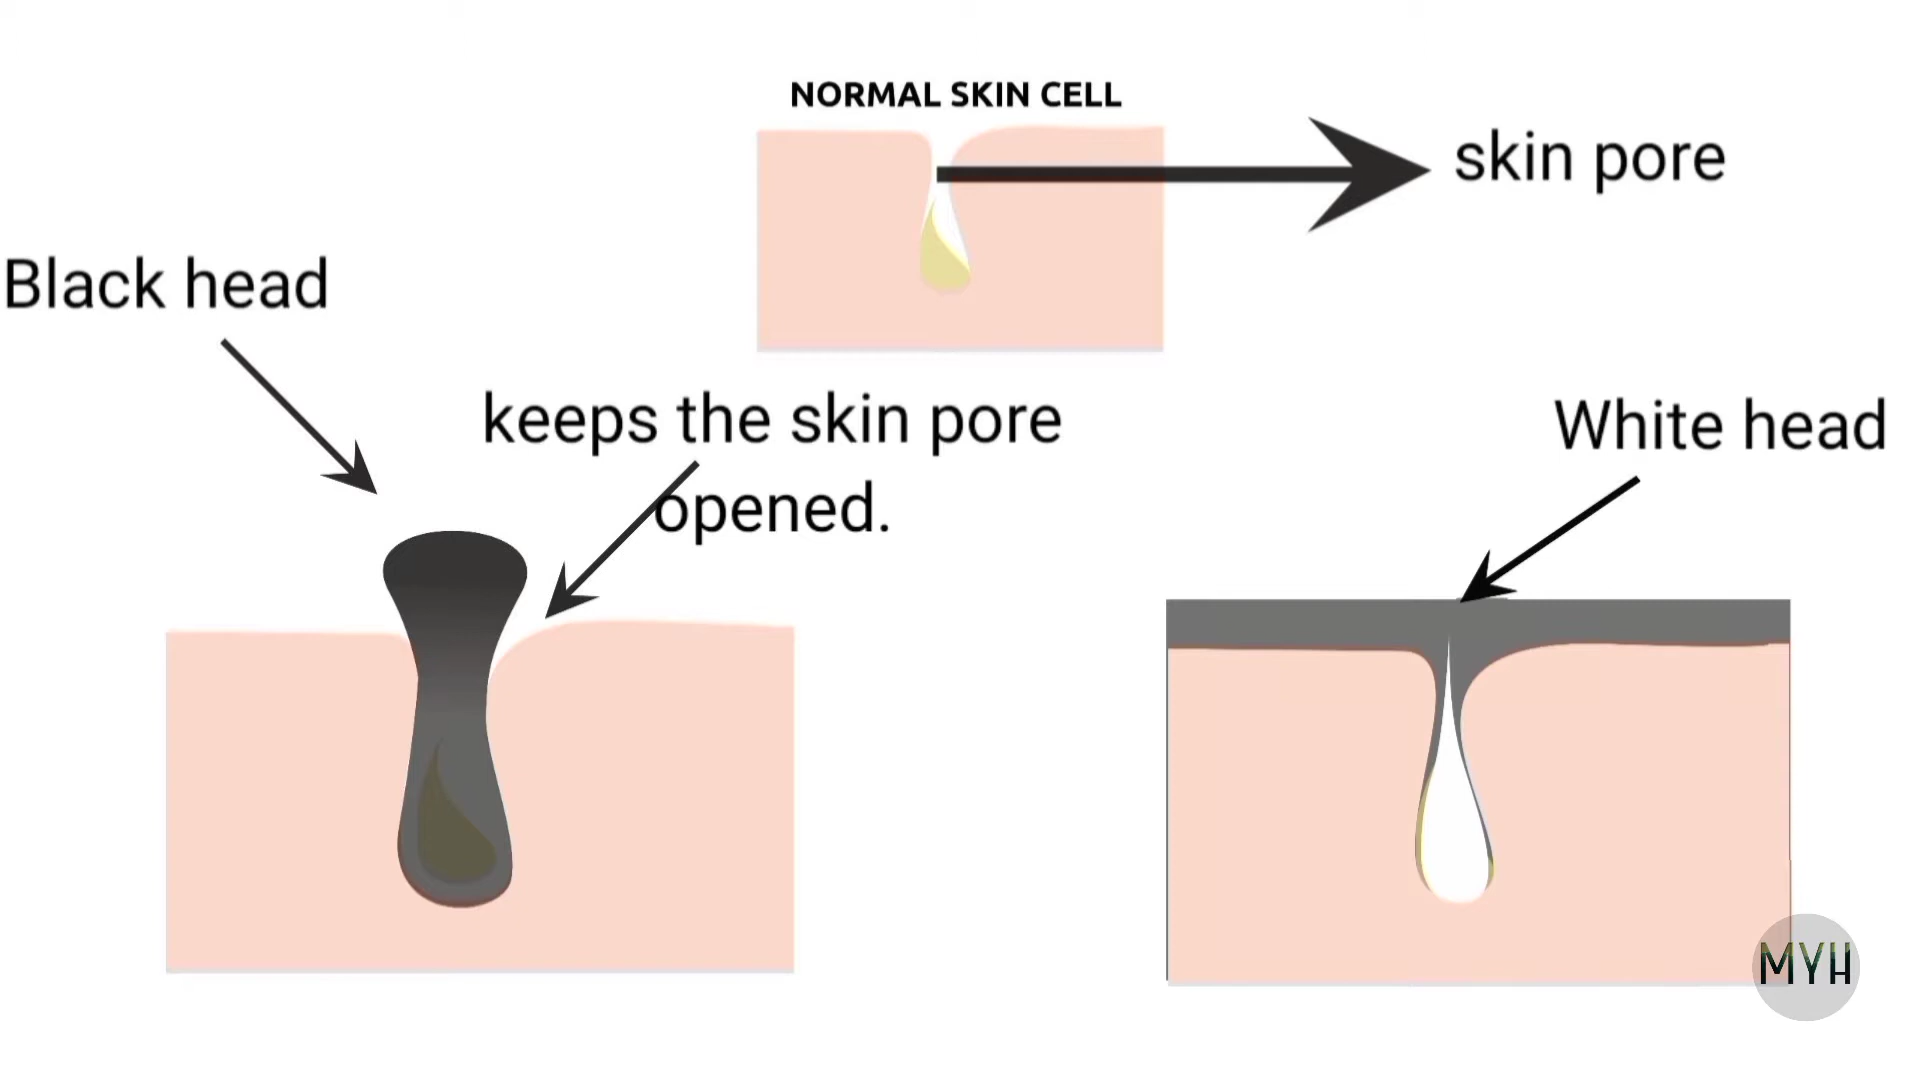 NORMAL SKIN CELL
skin pore
Black head
keeps the skin pore
opened.
White head
MYH